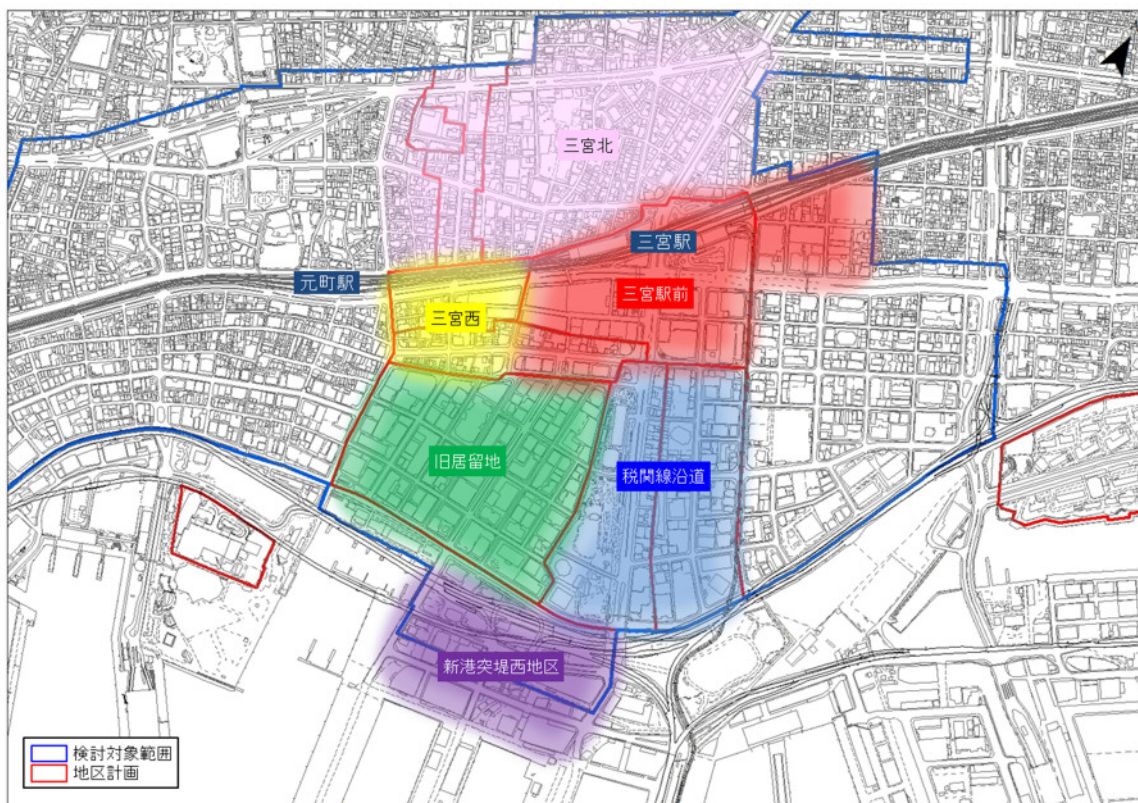 三宮北
三宮駅
元町駅
三宮駅前
三宮西
旧居留地
税関線沿道
新港突堤西地区
検討対象範囲
地区計画